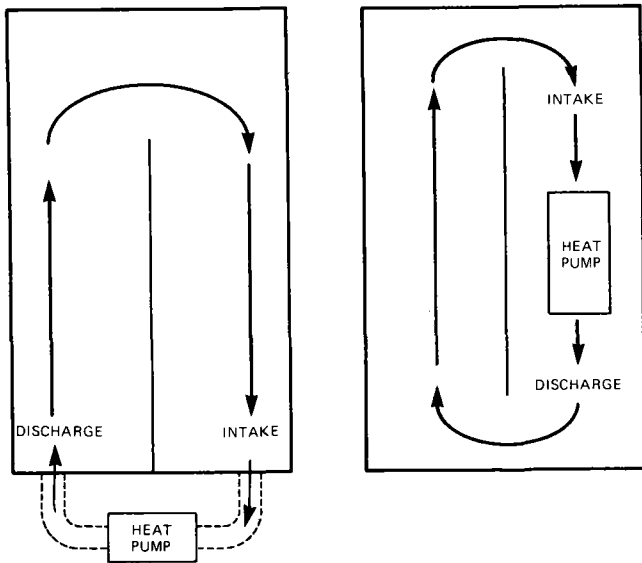 DISCHARGE
INTAKE
HEAT
PUMP
INTAKE
HEAT
PUMP
DISCHARGE